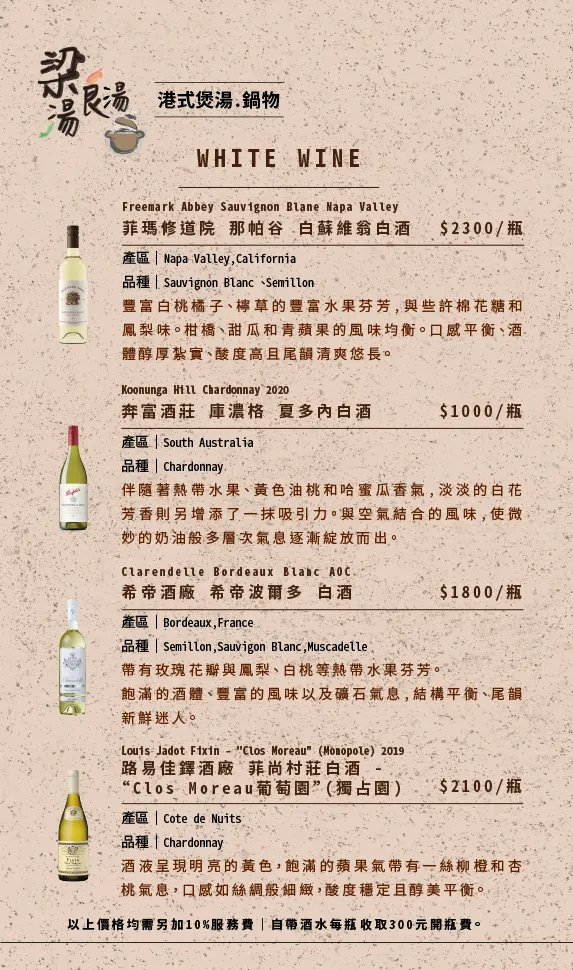 梁湯良湯
港式煲湯.鍋物
WHITE WINE
Freemark Abbey Sauvignon Blane Napa Valley
菲瑪修道院 那帕谷 白蘇維翁白酒 $2300/瓶
產區｜Napa Valley,California
品種｜Sauvignon Blanc、Semillon
豐富白桃橘子、檸草的豐富水果芬芳,與些許棉花糖和
鳳梨味。柑橘、甜瓜和青蘋果的風味均衡。口感平衡、酒
體醇厚紮實、酸度高且尾韻清爽悠長。
Koonunga Hill Chardonnay 2020
奔富酒莊 庫濃格 夏多內白酒 $1000/瓶
產區｜South Australia
品種｜Chardonnay
伴隨著熱帶水果、黃色油桃和哈蜜瓜香氣,淡淡的白花
芳香則另增添了一抹吸引力。與空氣結合的風味,使微
妙的奶油般多層次氣息逐漸綻放而出。
Clarendelle Bordeaux Blanc AOC
希帝酒廠 希帝波爾多 白酒 $1800/瓶
產區｜Bordeaux,France
品種｜Semillon,Sauvigon Blanc,Muscadelle
帶有玫瑰花瓣與鳳梨、白桃等熱帶水果芬芳。
飽滿的酒體、豐富的風味以及礦石氣息,結構平衡、尾韻
新鮮迷人。
Louis Jadot Fixin - "Clos Moreau" (Monopole) 2019
路易佳鐸酒廠 菲尚村莊白酒 -
“Clos Moreau葡萄園”(獨占園) $2100/瓶
產區｜Cote de Nuits
品種｜Chardonnay
酒液呈現明亮的黃色,飽滿的蘋果氣帶有一絲柳橙和杏
桃氣息,口感如絲綢般細緻,酸度穩定且醇美平衡。
以上價格均需另加10%服務費｜自帶酒水每瓶收取300元開瓶費。